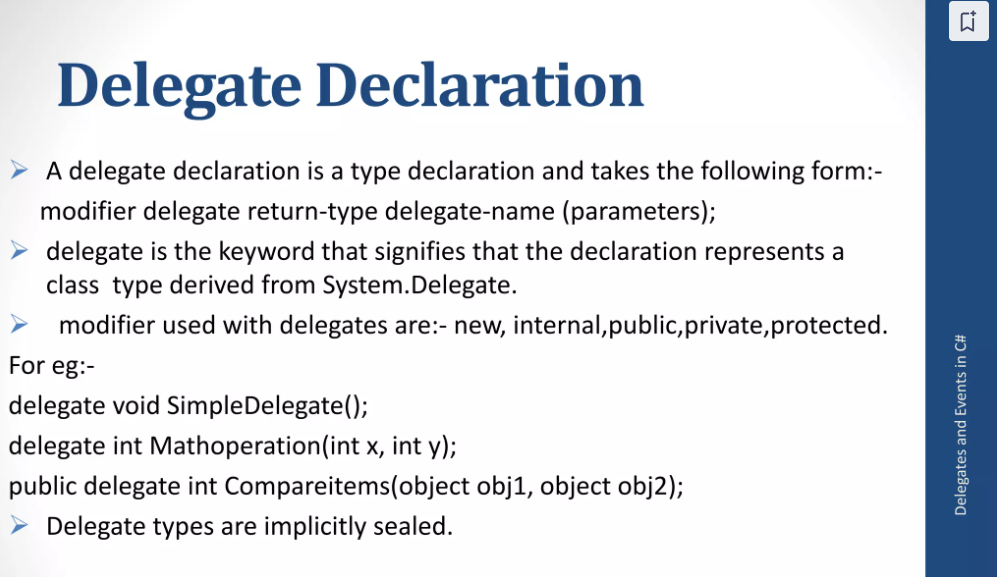 Delegate Declaration
➢ A delegate declaration is a type declaration and takes the following form:-
modifier delegate return-type delegate-name (parameters);
➢ delegate is the keyword that signifies that the declaration represents a
class type derived from System.Delegate.
➢ modifier used with delegates are:- new, internal,public,private,protected.
For eg:-
delegate void SimpleDelegate();
delegate int Mathoperation(int x, int y);
public delegate int Compareitems(object obj1, object obj2);
➢ Delegate types are implicitly sealed.
Delegates and Events in C#